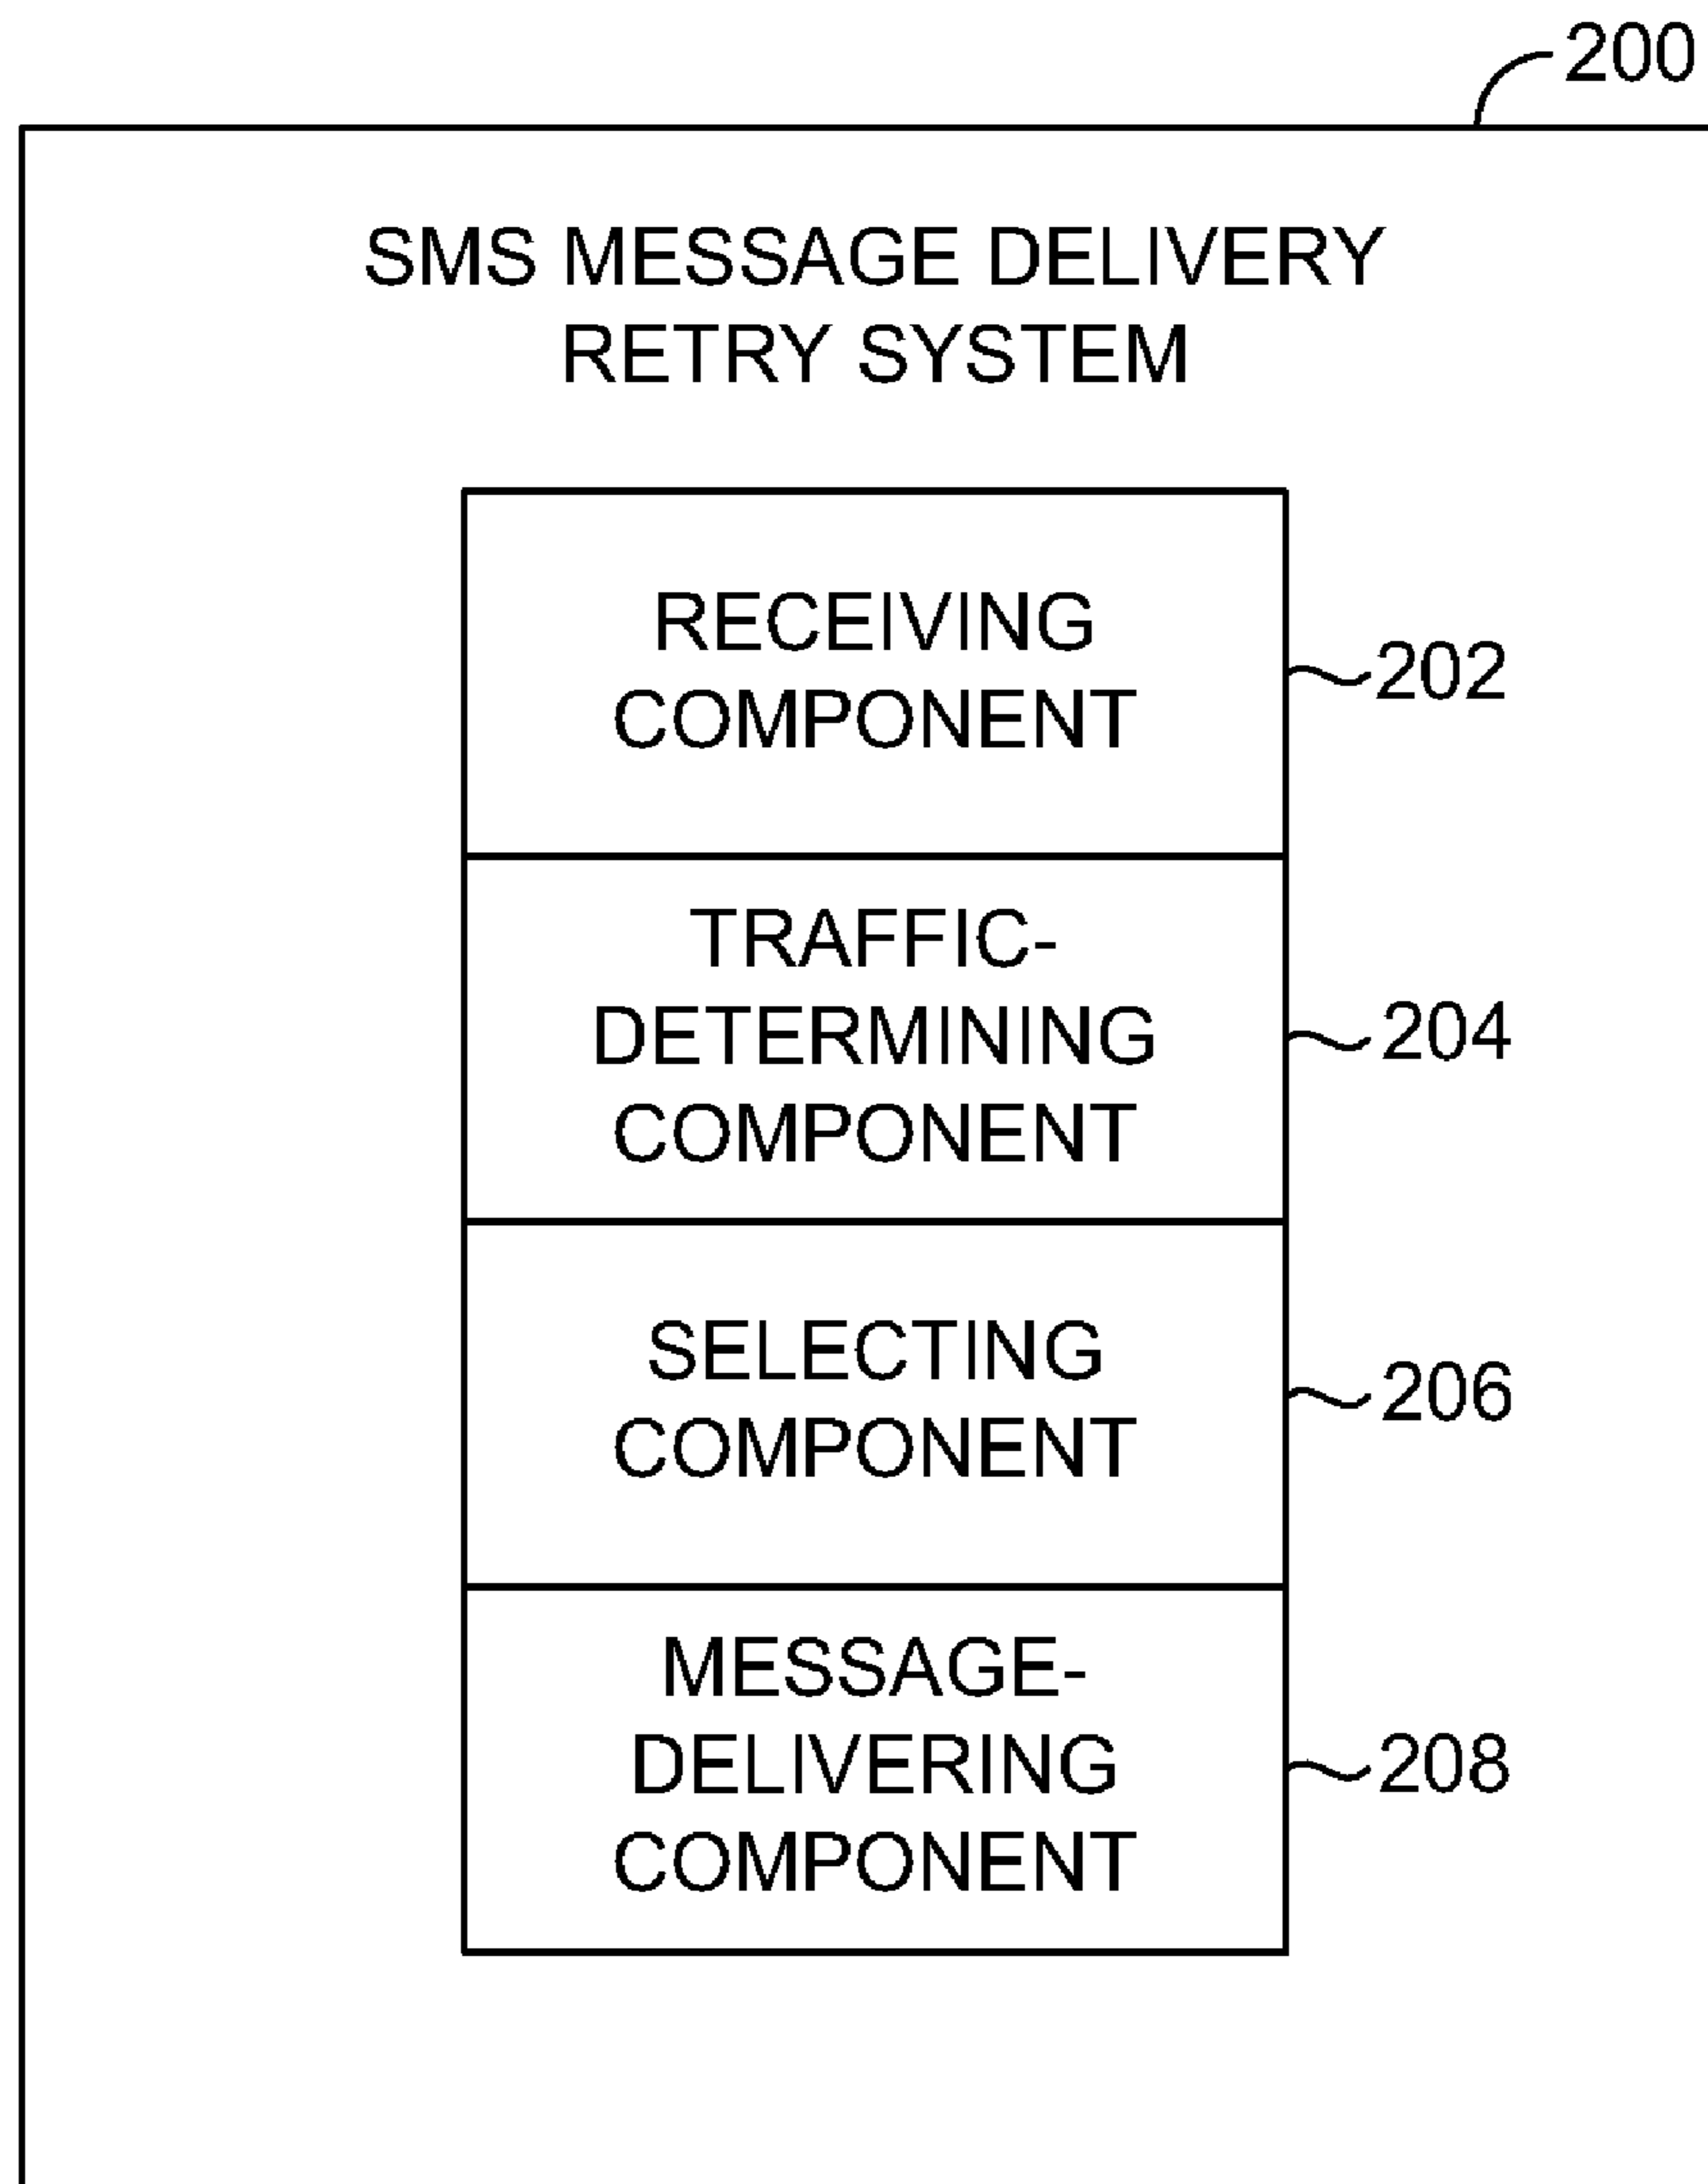 200
SMS MESSAGE DELIVERY
RETRY SYSTEM
RECEIVING
COMPONENT
202
TRAFFIC-
DETERMINING
COMPONENT
204
SELECTING
COMPONENT
206
MESSAGE-
DELIVERING
COMPONENT
208